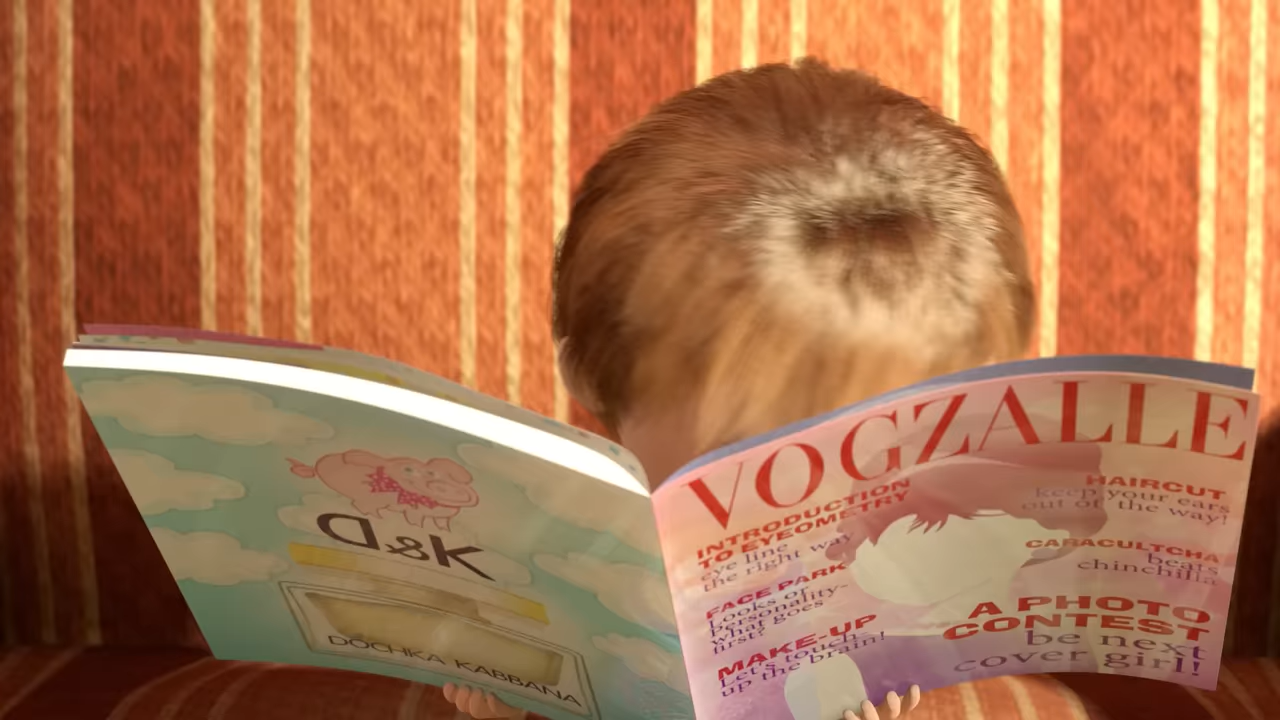 D&K
DOCHKA KABBANA
VOGZALLE
INTRODUCTION
TO EYEOMETRY
eye line
the right way
FACE PARK
Looks or
personality-
what goes
first?
MAKE-UP
Let's touch-
up the brain!
HAIRCUT
keep your ears
out of the way!
CARACULTCHA
beats
chinchilla
A PHOTO
CONTEST
be next
cover girl!